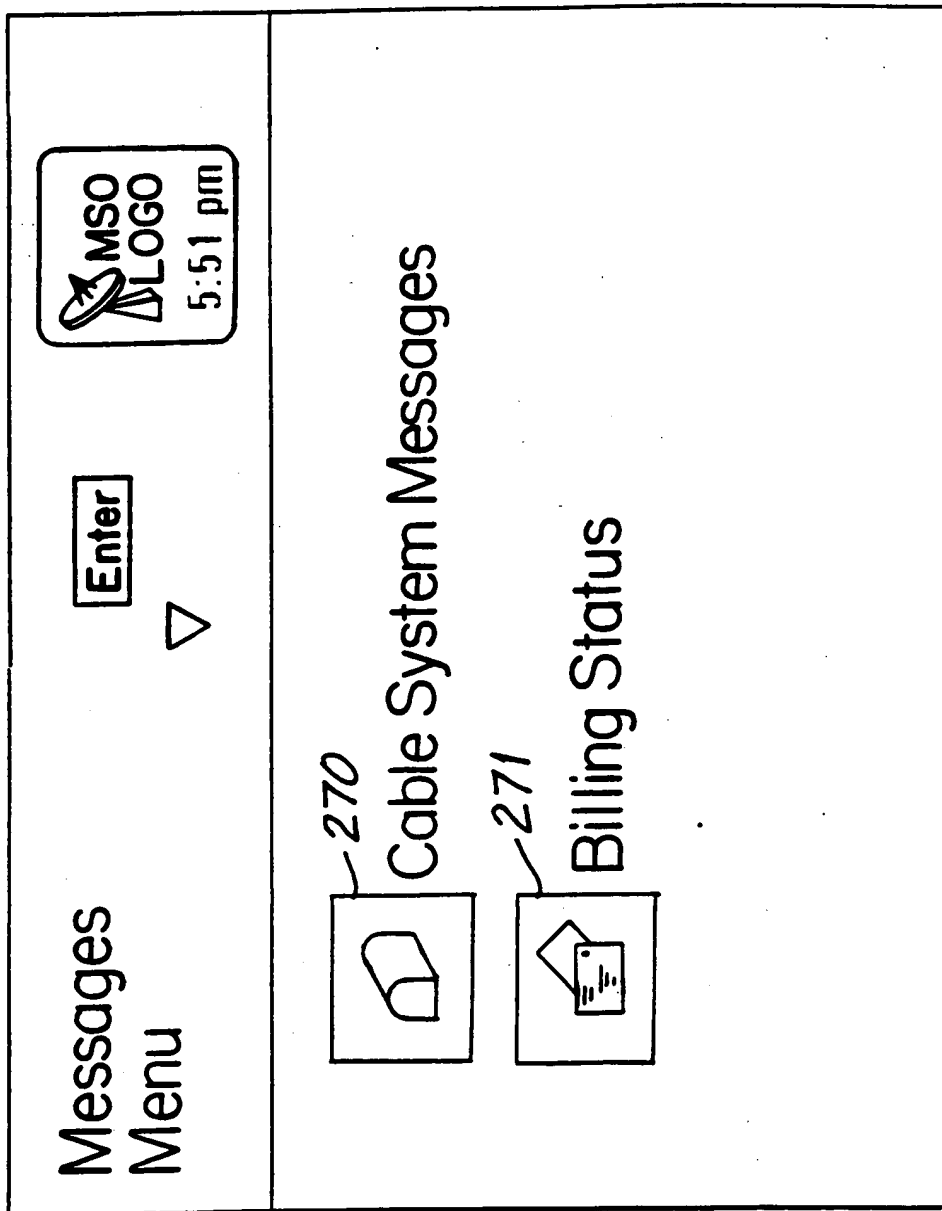 Messages
Menu
Enter
MSO
LOGO
5:51 pm
270
Cable System Messages
271
Billing Status